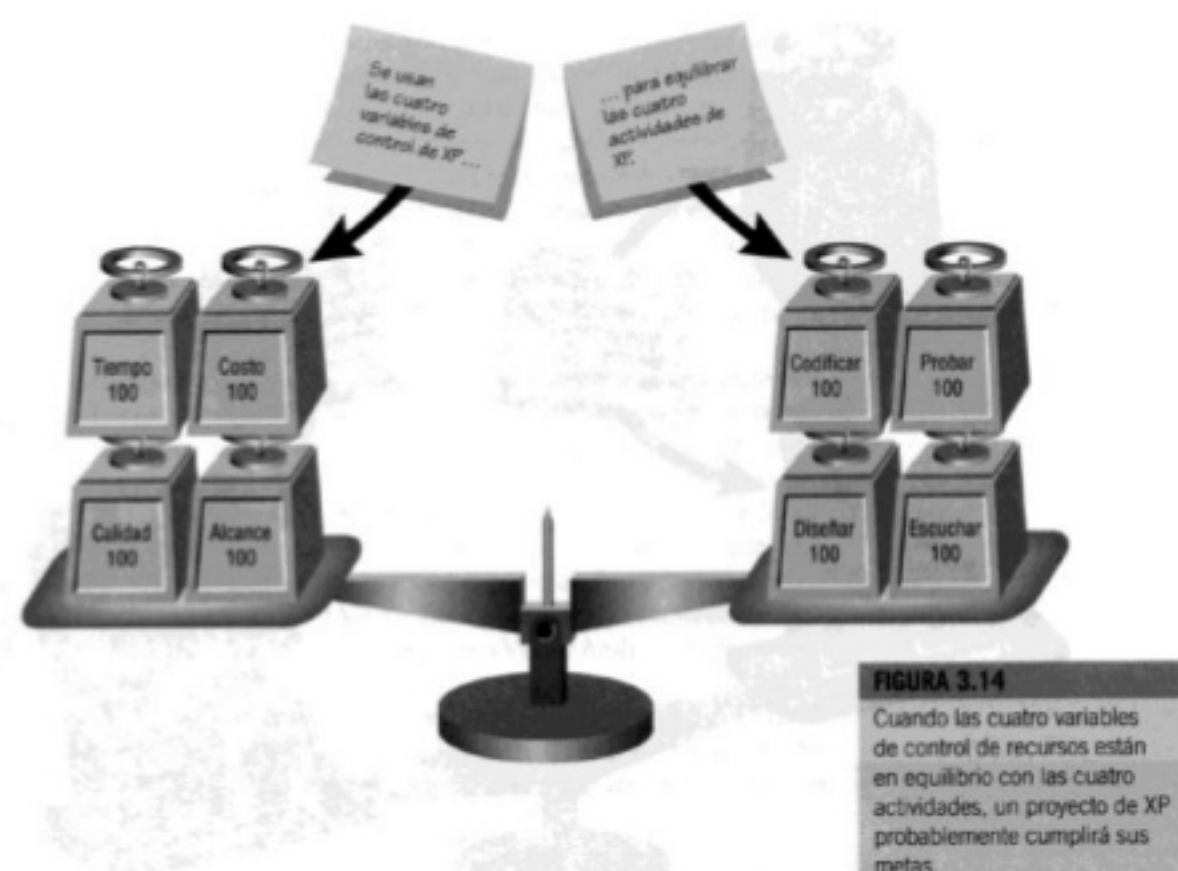 Se usan
las cuatro
variables de
control de XP...
... para equilibrar
las cuatro
actividades de
XP.
Tiempo
100
Costo
100
Calidad
100
Alcance
100
Codificar
100
Probar
100
Diseñar
100
Escuchar
100
FIGURA 3.14
Cuando las cuatro variables
de control de recursos están
en equilibrio con las cuatro
actividades, un proyecto de XP
probablemente cumplirá sus
metas